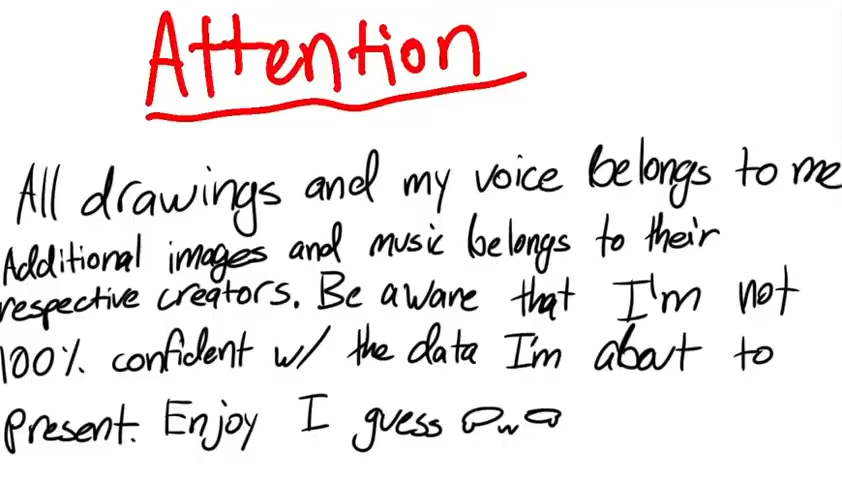 Attention
All drawings and my voice belongs to me
Additional images and music belongs to their
respective creators. Be aware that I'm not
100% confident w/ the data I'm about to
present. Enjoy I guess OwO